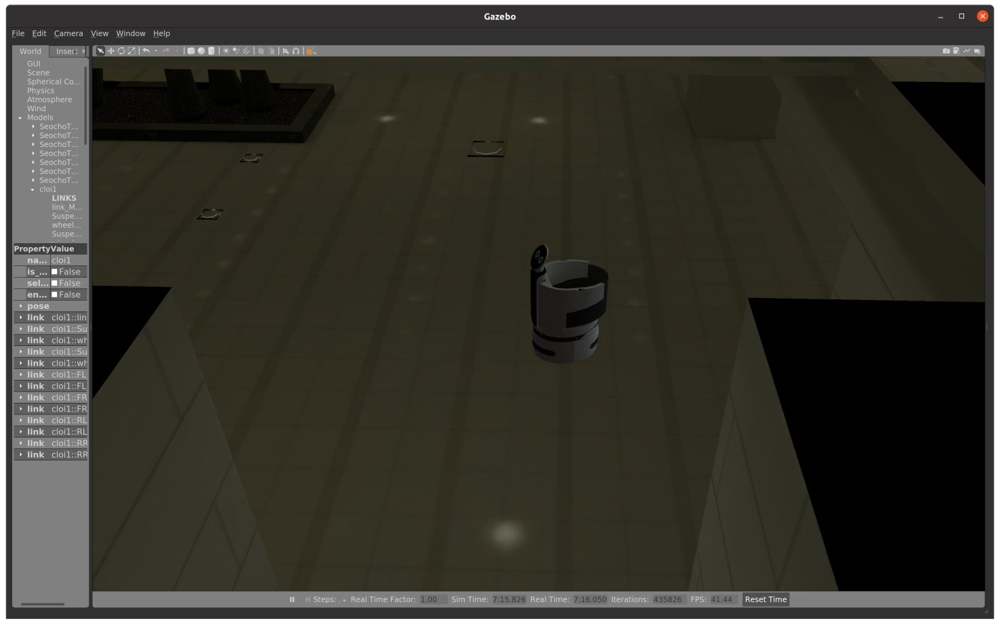 Gazebo
File Edit Camera View Window Help
World Insert
GUI
Scene
Spherical Co...
Physics
Atmosphere
Wind
Models
SeochoT...
SeochoT...
SeochoT...
SeochoT...
SeochoT...
SeochoT...
SeochoT...
cloi1
LINKS
link_M...
Suspe...
wheel...
Suspe...
Property Value
na... cloi1
is_... False
sel... False
en... False
pose
link cloi1::lin
link cloi1::Su
link cloi1::wh
link cloi1::Su
link cloi1::wh
link cloi1::FL
link cloi1::FL
link cloi1::FR
link cloi1::FR
link cloi1::RL
link cloi1::RL
link cloi1::RR
link cloi1::RR
Steps: . Real Time Factor: 1.00 Sim Time: 7:15.826 Real Time: 7:16.050 Iterations: 435826 FPS: 41.44 Reset Time